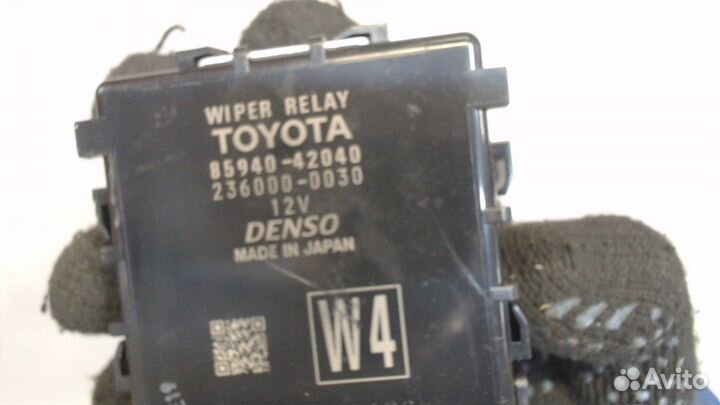 WIPER RELAY
TOYOTA
85940-42040
236000-0030
12V
DENSO
MADE IN JAPAN
W4
Avito